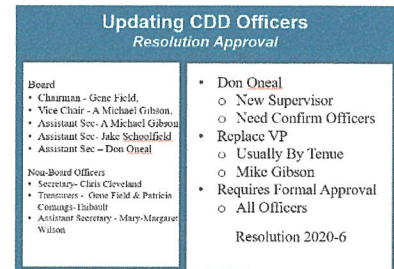 Updating CDD Officers
Resolution Approval
Board
• Chairman - Gene Field,
• Vice Chair - A Michael Gibson,
• Assistant Sec- A Michael Gibson
• Assistant Sec- Jake Schoolfield
• Assistant Sec – Don Oneal
Non-Board Officers
• Secretary- Chris Cleveland
• Treasurers - Gene Field & Patricia
Comings-Thibault
• Assistant Secretary - Mary-Margaret
Wilson
• Don Oneal
o New Supervisor
o Need Confirm Officers
• Replace VP
o Usually By Tenue
o Mike Gibson
• Requires Formal Approval
o All Officers
Resolution 2020-6